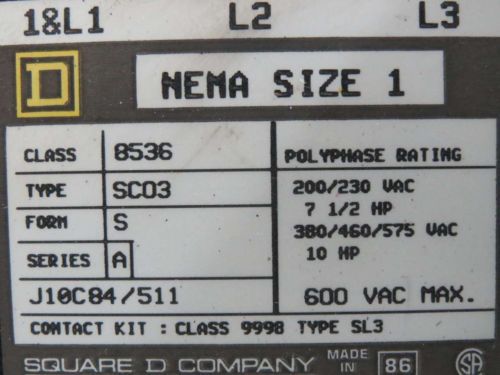 1&L1 L2 L3
D NEMA SIZE 1
CLASS 8536
TYPE SCO3
FORM S
SERIES A
J10C84/511
POLYPHASE RATING
200/230 VAC
7 1/2 HP
380/460/575 VAC
10 HP
600 VAC MAX.
CONTACT KIT : CLASS 9998 TYPE SL3
SQUARE D COMPANY MADE IN 86 SA